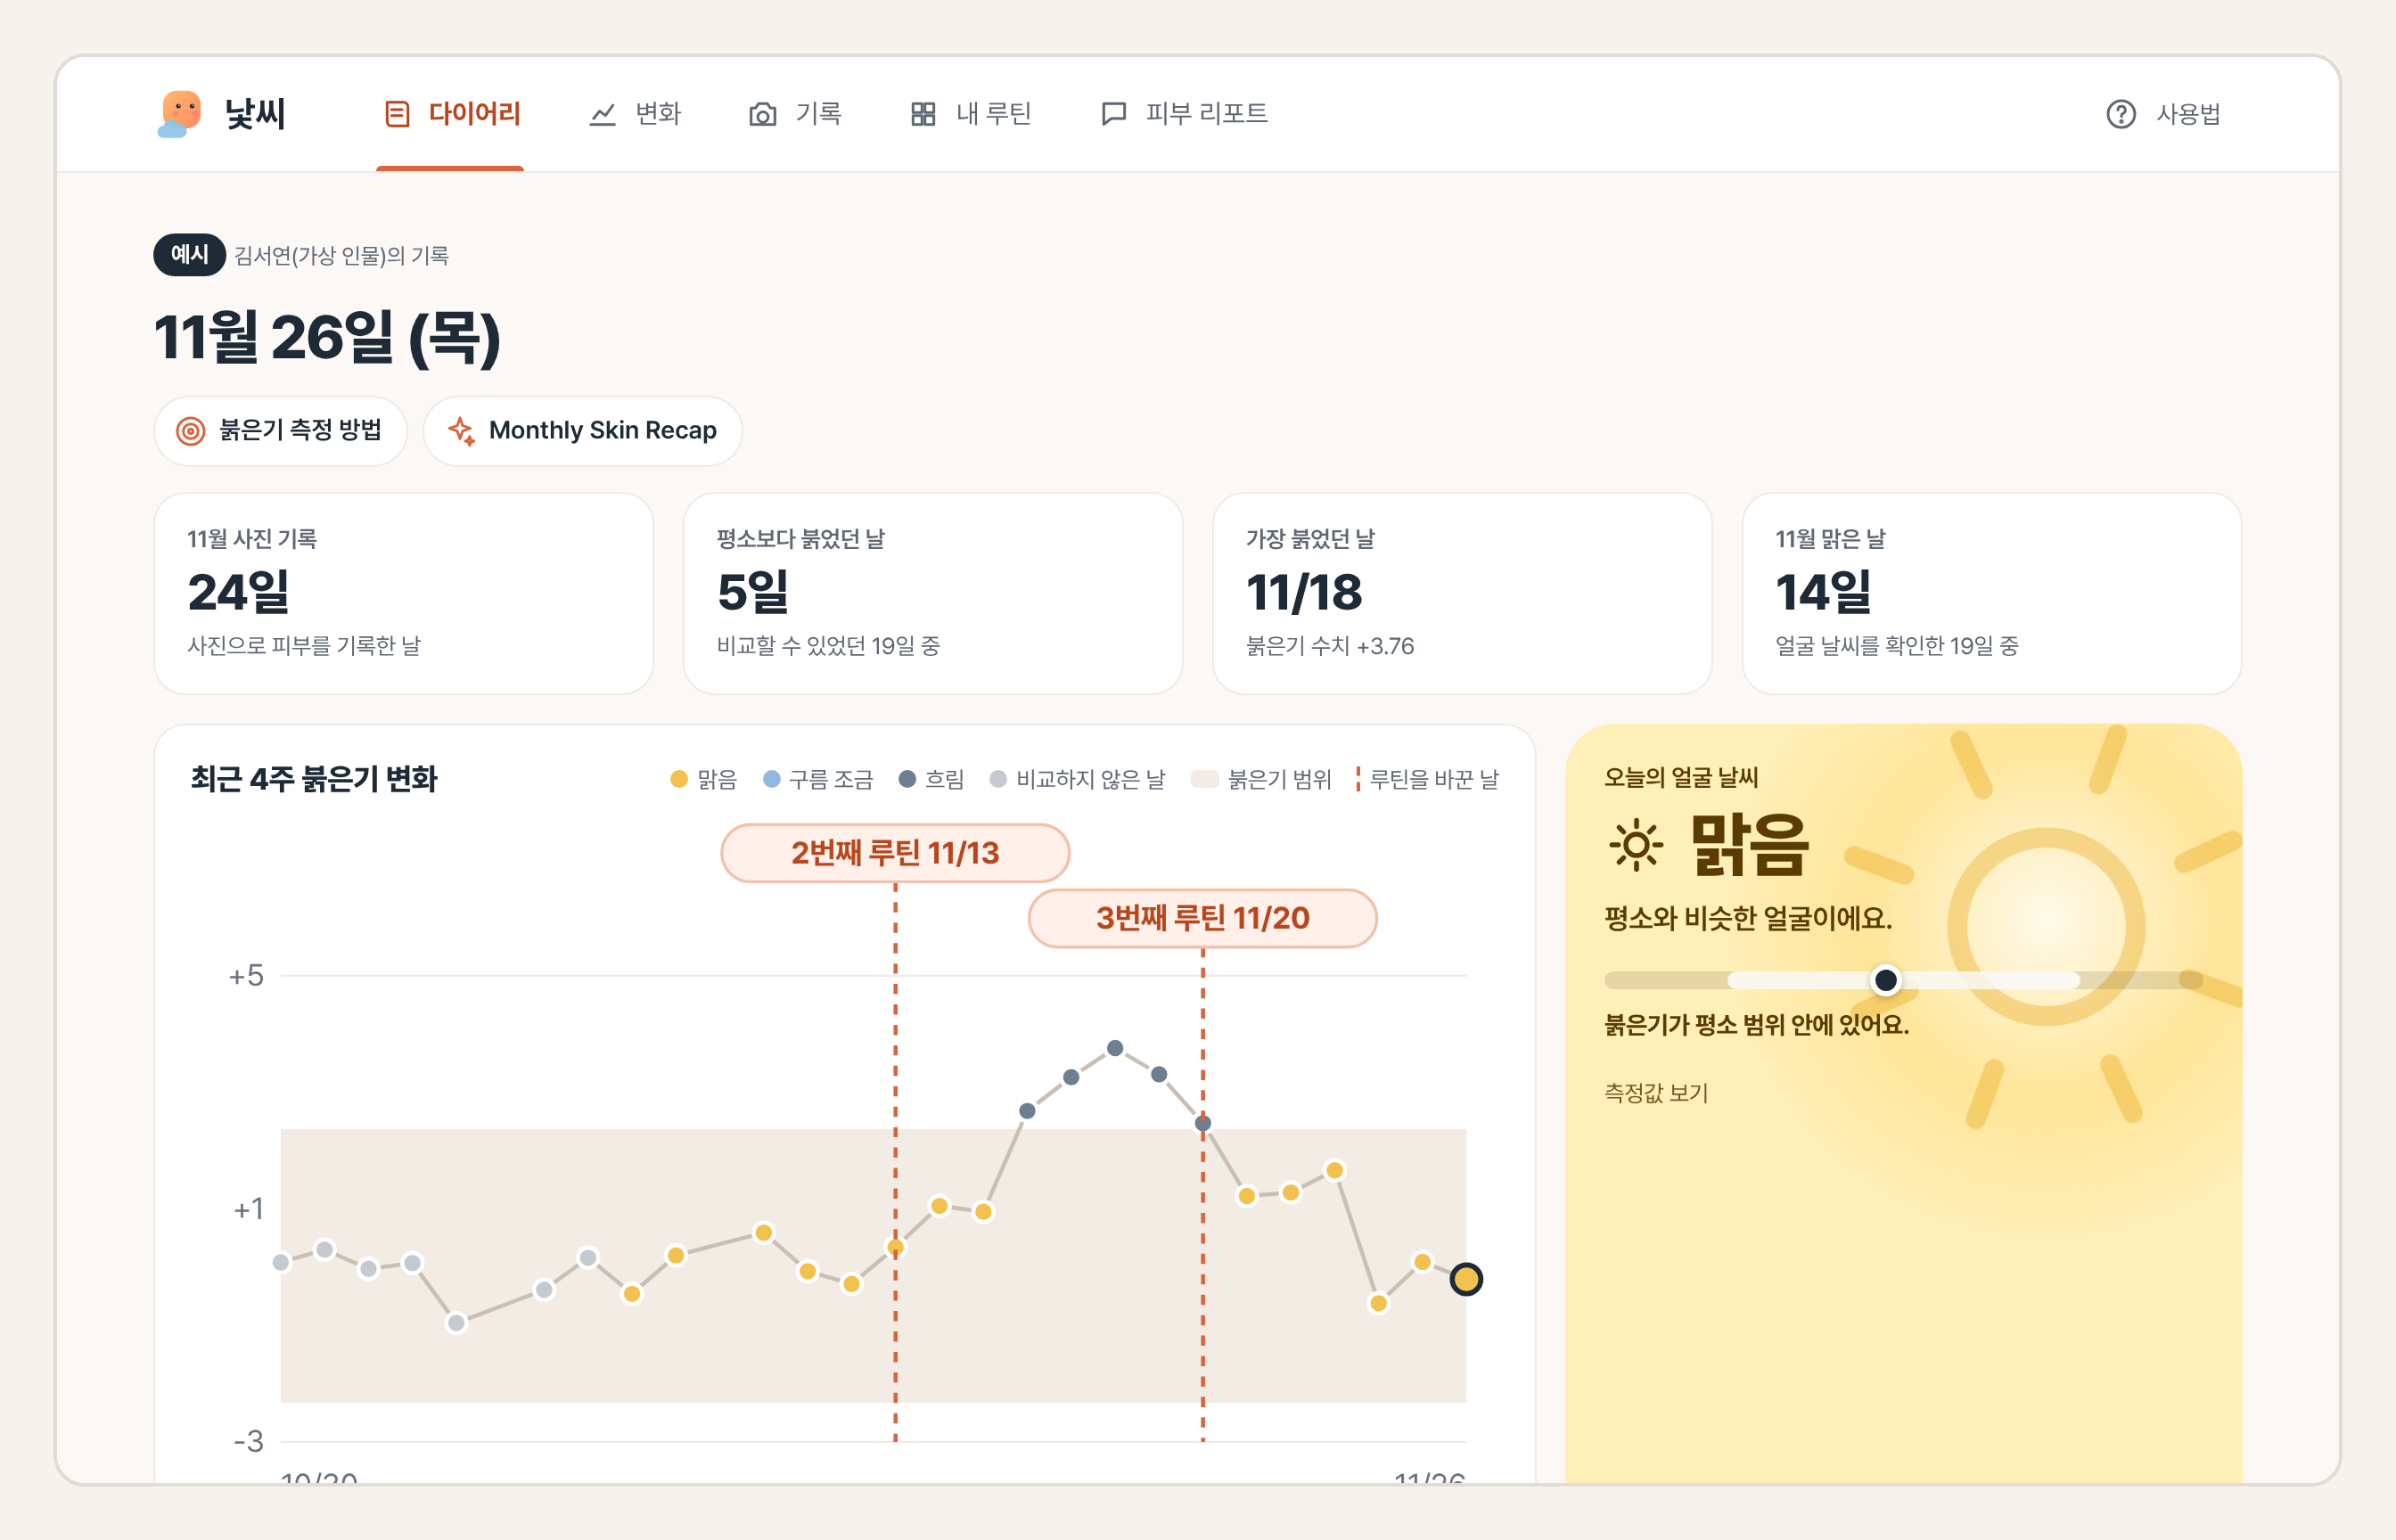 낯씨
다이어리
변화
기록
내 루틴
피부 리포트
사용법
예시 김서연(가상 인물)의 기록
11월 26일 (목)
붉은기 측정 방법
Monthly Skin Recap
11월 사진 기록
24일
사진으로 피부를 기록한 날
평소보다 붉었던 날
5일
비교할 수 있었던 19일 중
가장 붉었던 날
11/18
붉은기 수치 +3.76
11월 맑은 날
14일
얼굴 날씨를 확인한 19일 중
최근 4주 붉은기 변화
맑음
구름 조금
흐림
비교하지 않은 날
붉은기 범위
루틴을 바꾼 날
2번째 루틴 11/13
3번째 루틴 11/20
+5
+1
-3
10/30
11/26
오늘의 얼굴 날씨
맑음
평소와 비슷한 얼굴이에요.
붉은기가 평소 범위 안에 있어요.
측정값 보기